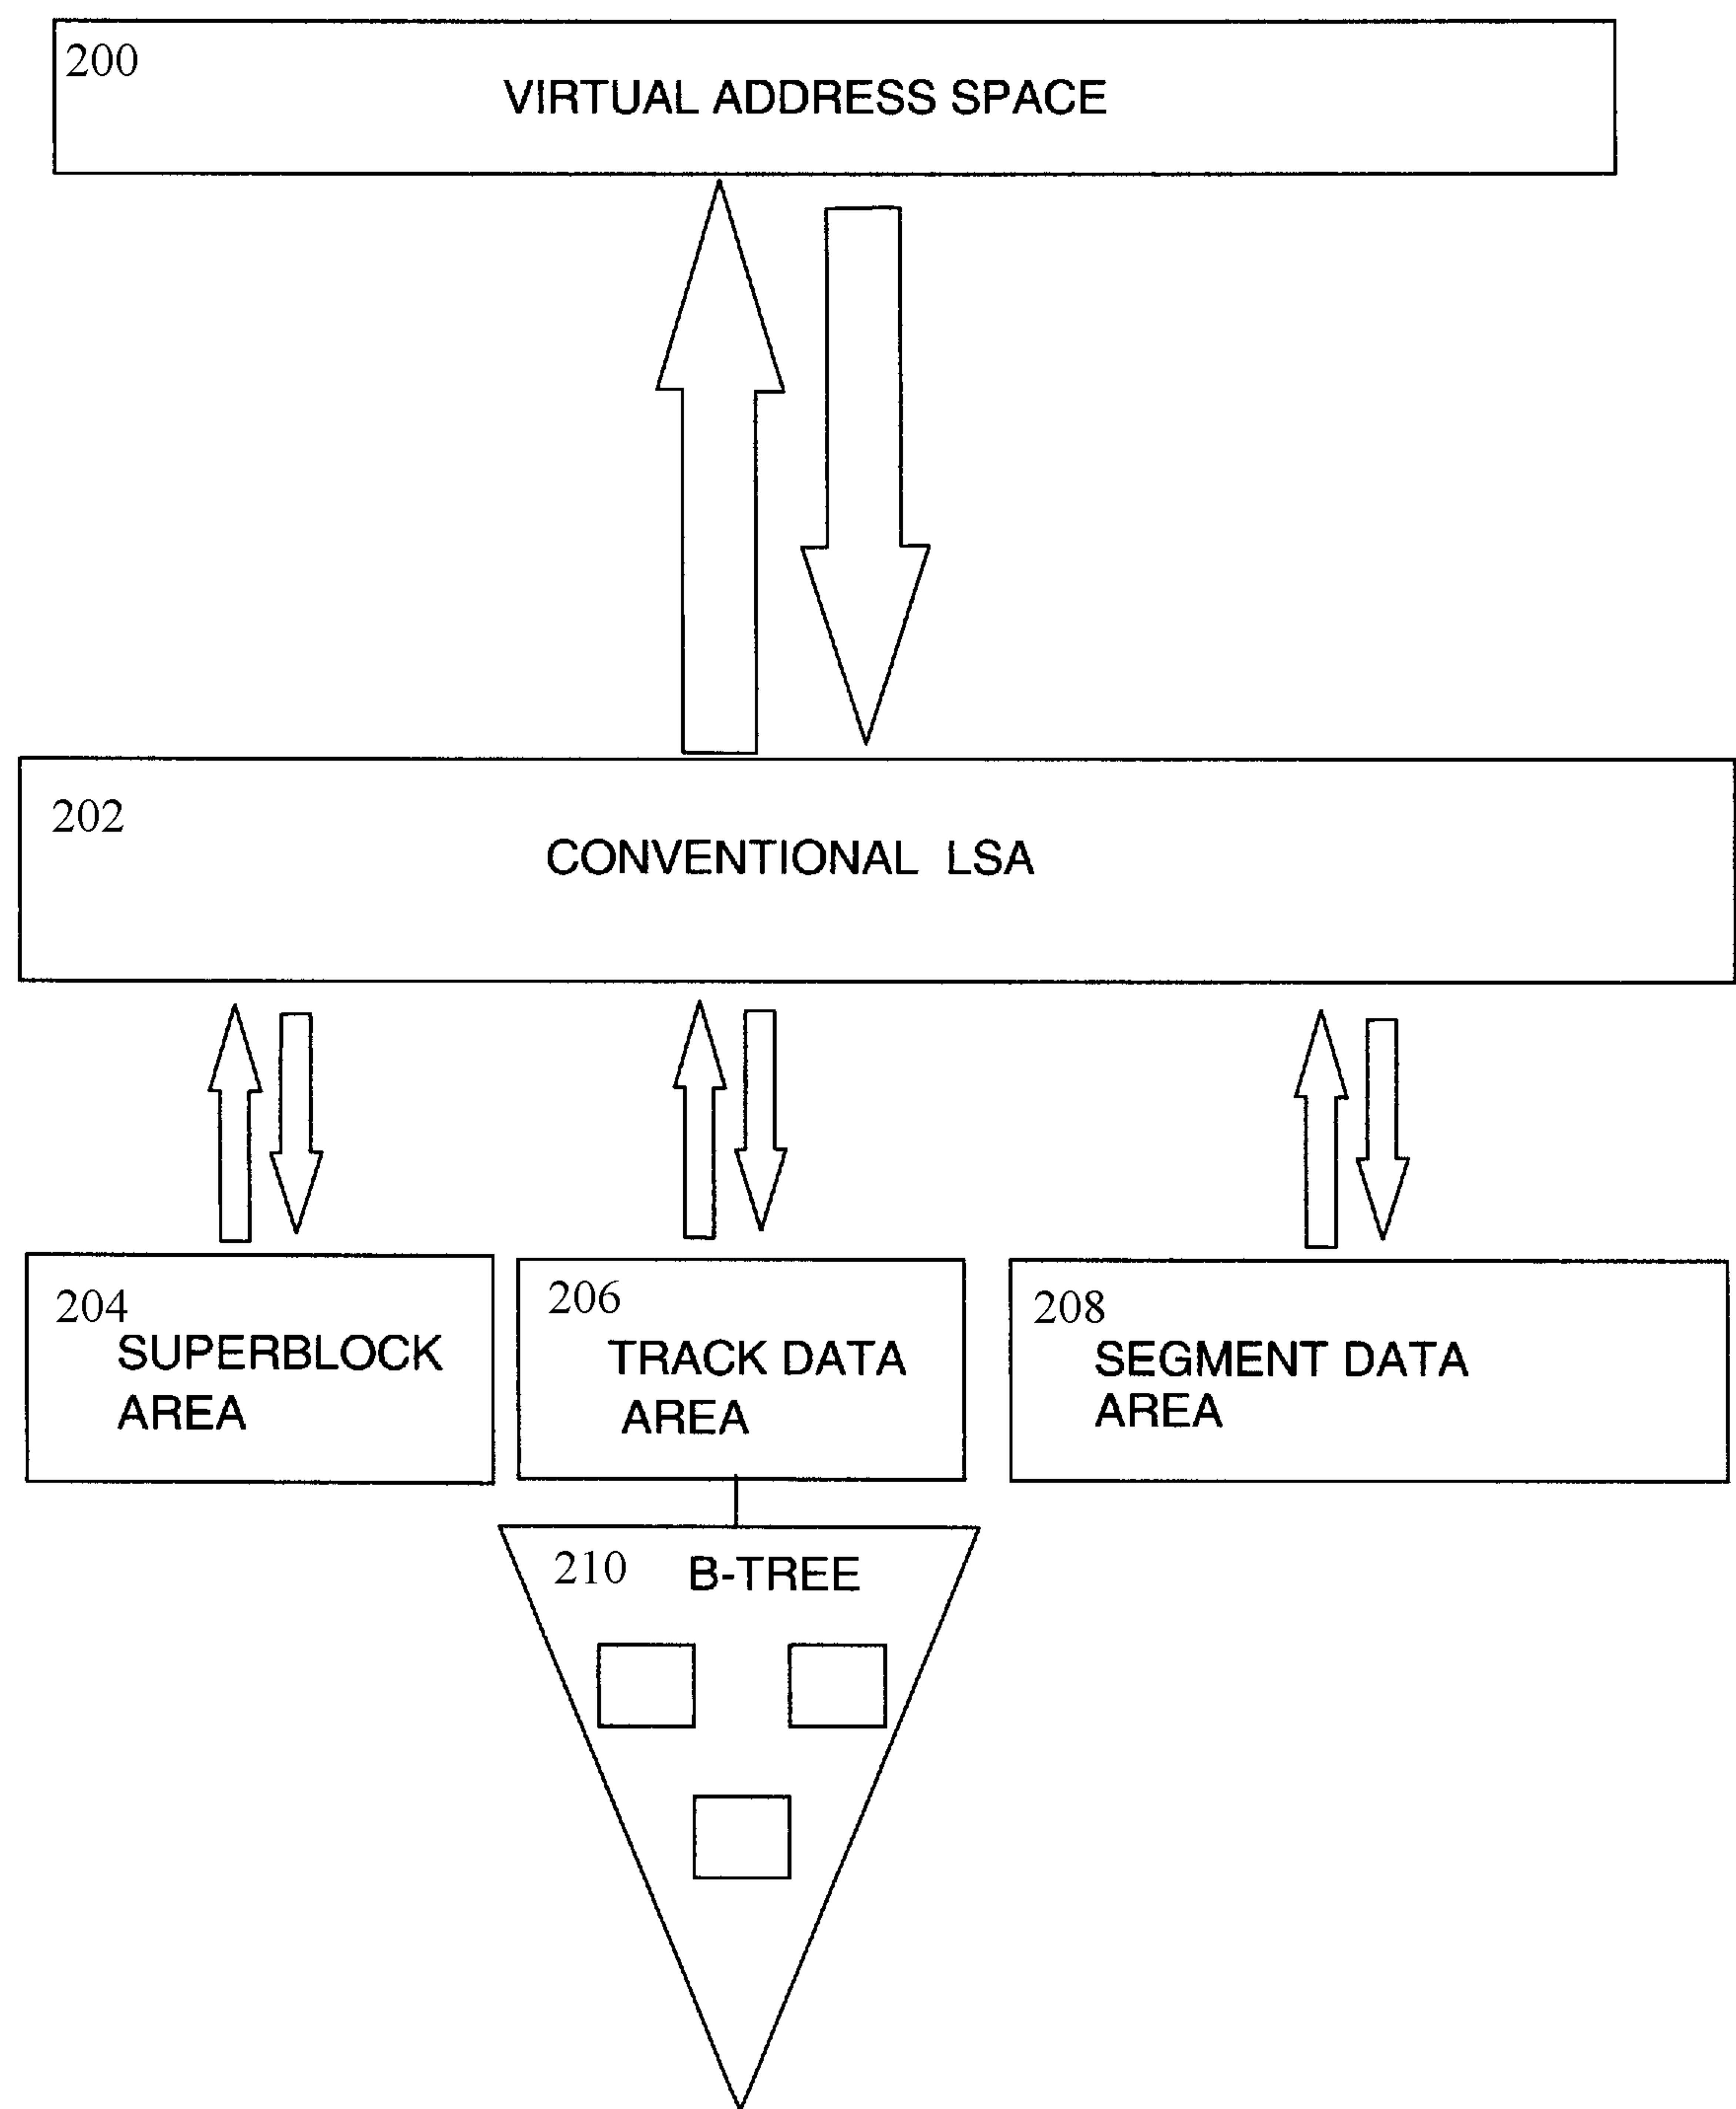 200
VIRTUAL ADDRESS SPACE
202
CONVENTIONAL LSA
204
SUPERBLOCK
AREA
206
TRACK DATA
AREA
208
SEGMENT DATA
AREA
210 B-TREE